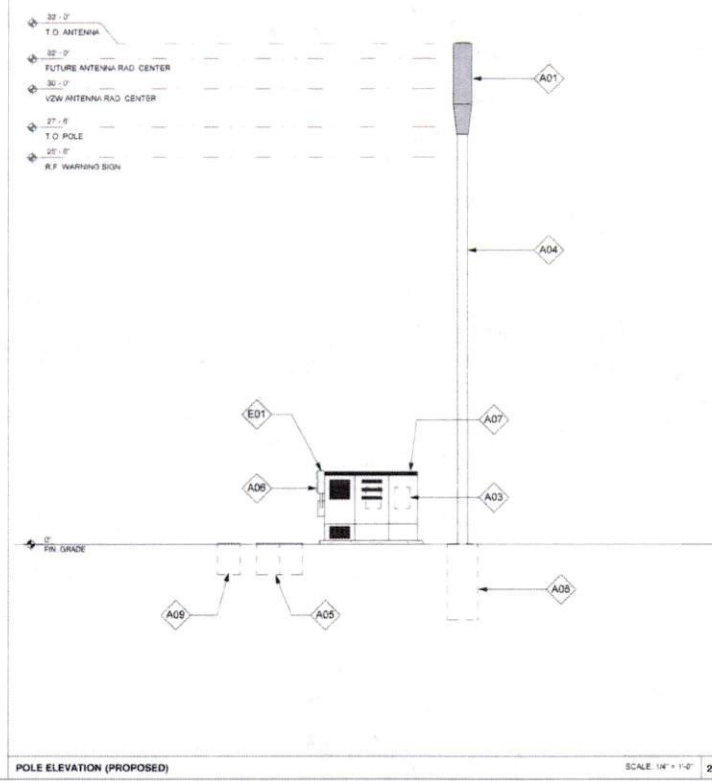 33' - 0"
T.O. ANTENNA
32' - 0"
FUTURE ANTENNA RAD CENTER
30' - 0"
VZW ANTENNA RAD CENTER
27' - 6"
T.O. POLE
25' - 6"
R.F. WARNING SIGN
A01
A04
E01
A07
A06
A03
0"
FIN. GRADE
A09
A05
A08
POLE ELEVATION (PROPOSED)
SCALE: 1/4" = 1'-0"
2